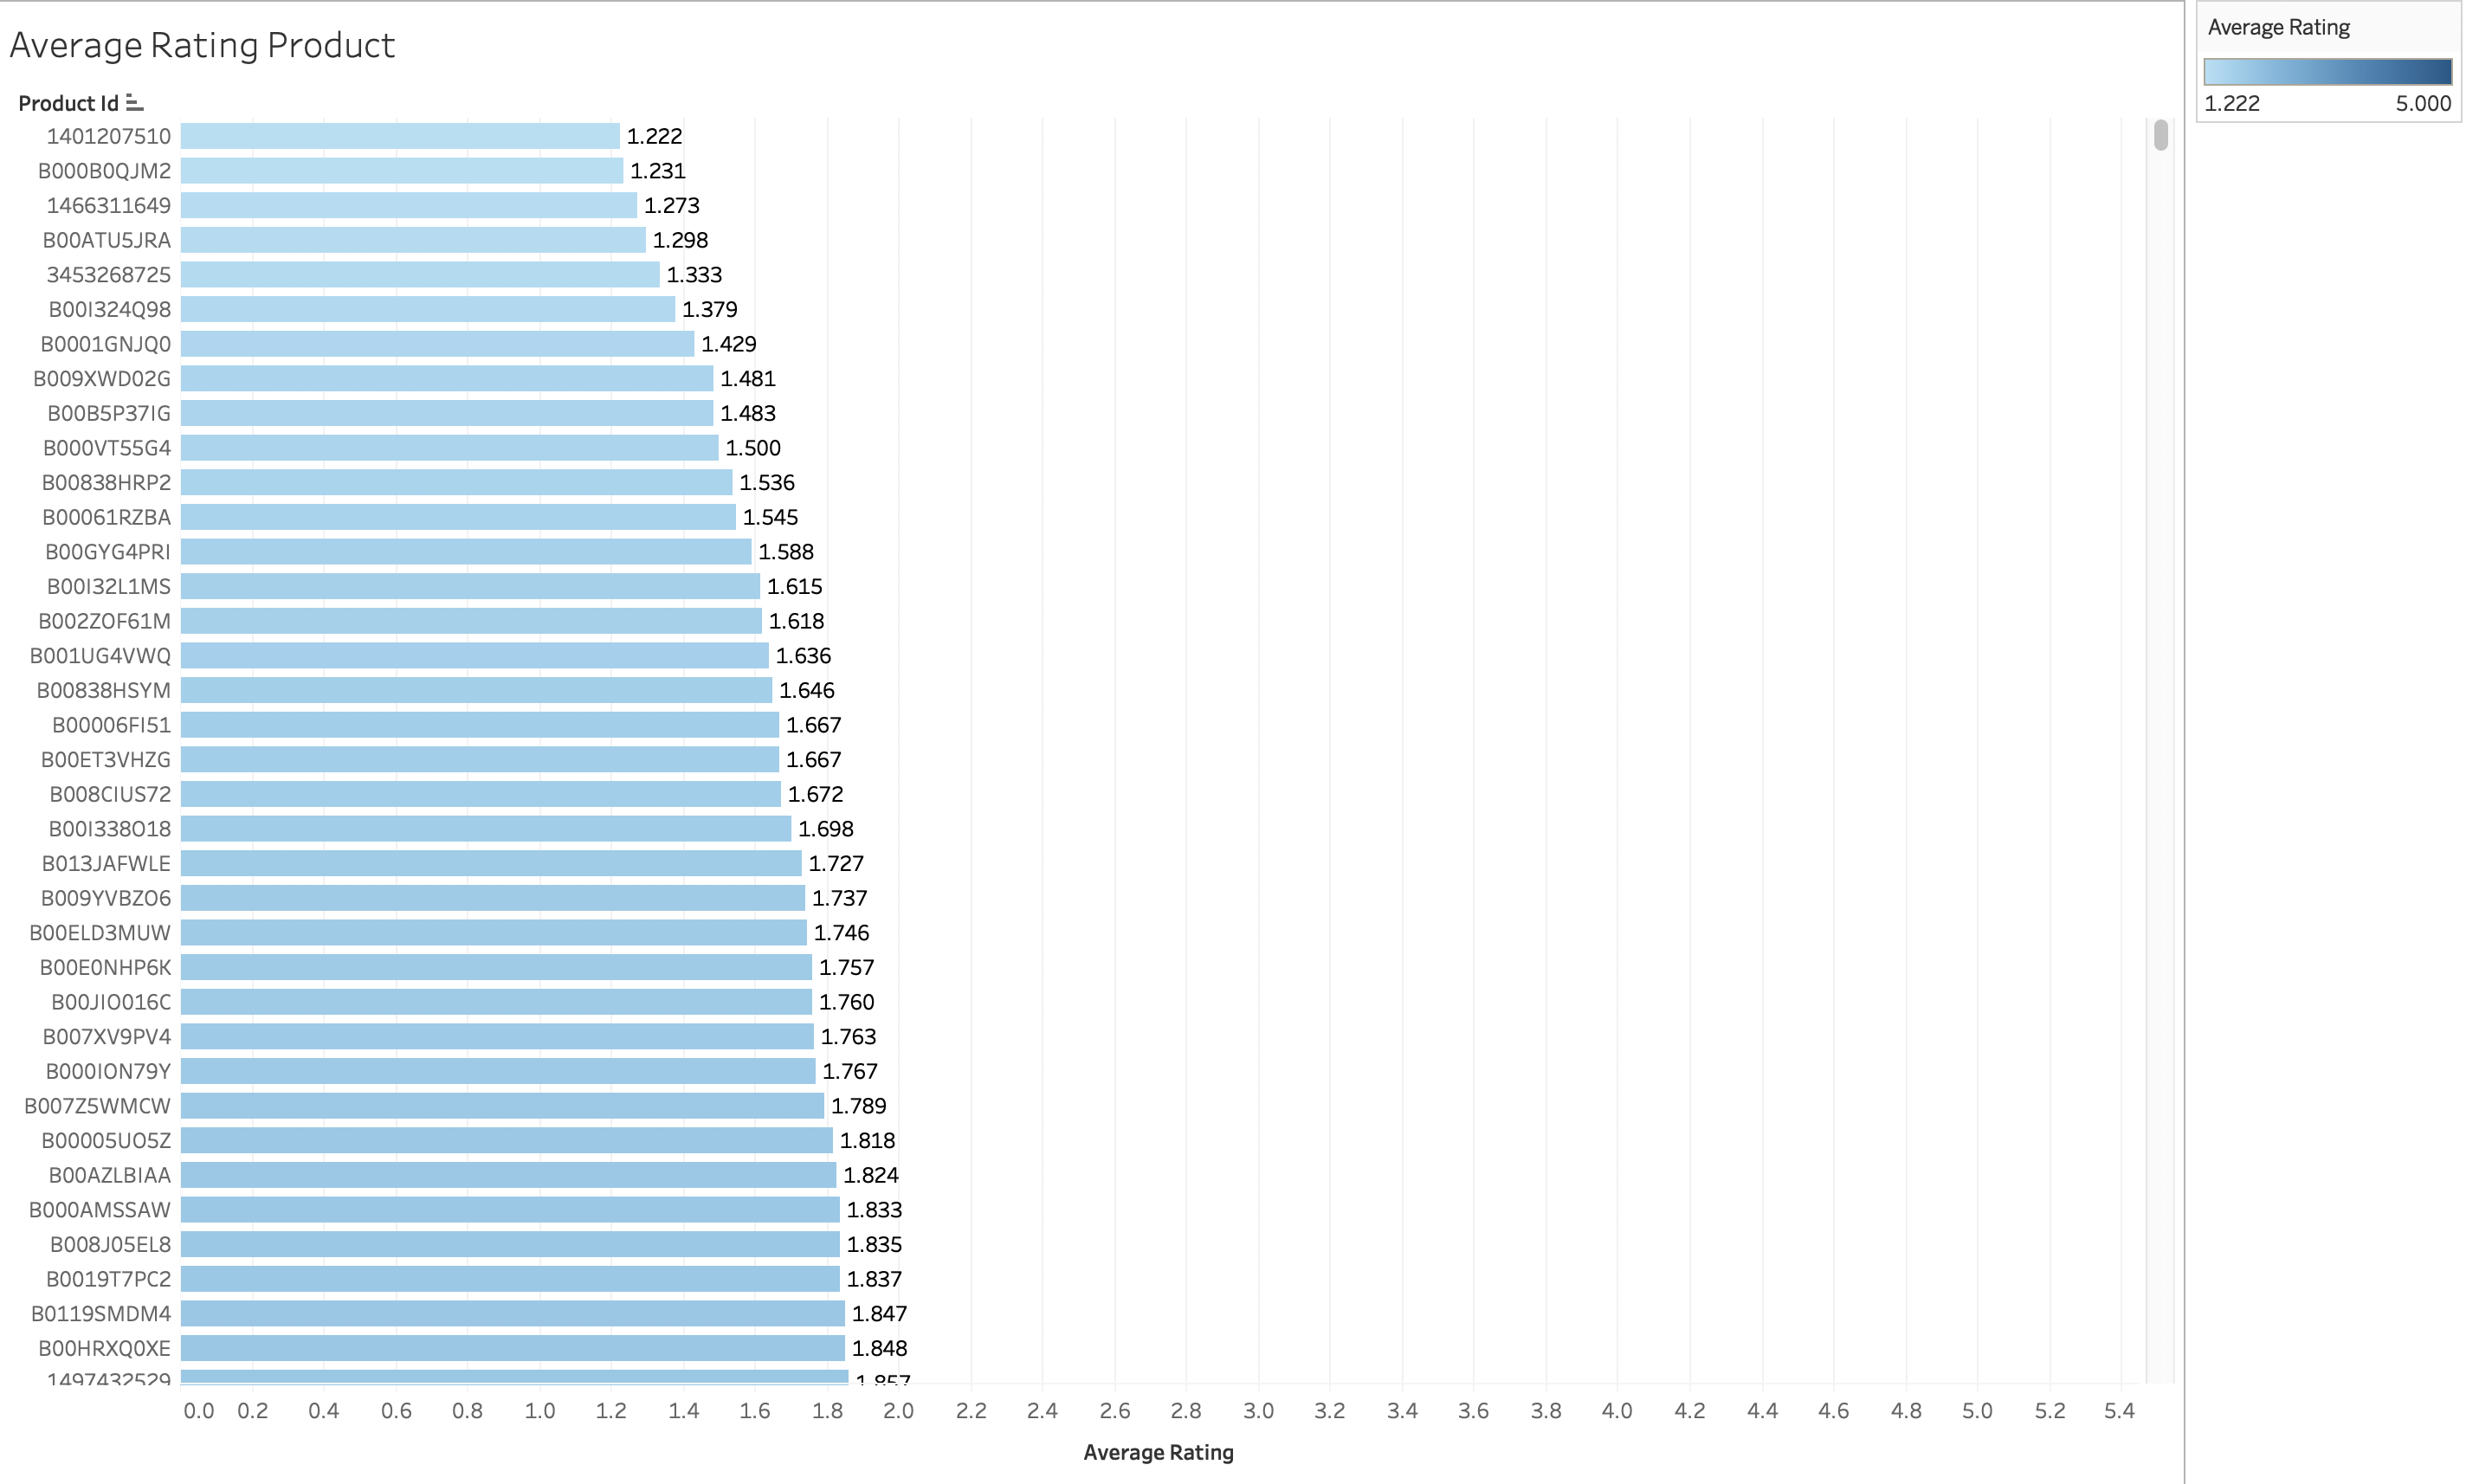 Average Rating Product
Average Rating
1.222 5.000
Product Id
1401207510 1.222
B000B0QJM2 1.231
1466311649 1.273
B00ATU5JRA 1.298
3453268725 1.333
B00I324Q98 1.379
B0001GNJQ0 1.429
B009XWD02G 1.481
B00B5P37IG 1.483
B000VT55G4 1.500
B00838HRP2 1.536
B00061RZBA 1.545
B00GYG4PRI 1.588
B00I32L1MS 1.615
B002ZOF61M 1.618
B001UG4VWQ 1.636
B00838HSYM 1.646
B00006FI51 1.667
B00ET3VHZG 1.667
B008CIUS72 1.672
B00I338O18 1.698
B013JAFWLE 1.727
B009YVBZO6 1.737
B00ELD3MUW 1.746
B00E0NHP6K 1.757
B00JIO016C 1.760
B007XV9PV4 1.763
B000ION79Y 1.767
B007Z5WMCW 1.789
B00005UO5Z 1.818
B00AZLBIAA 1.824
B000AMSSAW 1.833
B008J05EL8 1.835
B0019T7PC2 1.837
B0119SMDM4 1.847
B00HRXQ0XE 1.848
1497432529 1.857
0.0 0.2 0.4 0.6 0.8 1.0 1.2 1.4 1.6 1.8 2.0 2.2 2.4 2.6 2.8 3.0 3.2 3.4 3.6 3.8 4.0 4.2 4.4 4.6 4.8 5.0 5.2 5.4
Average Rating